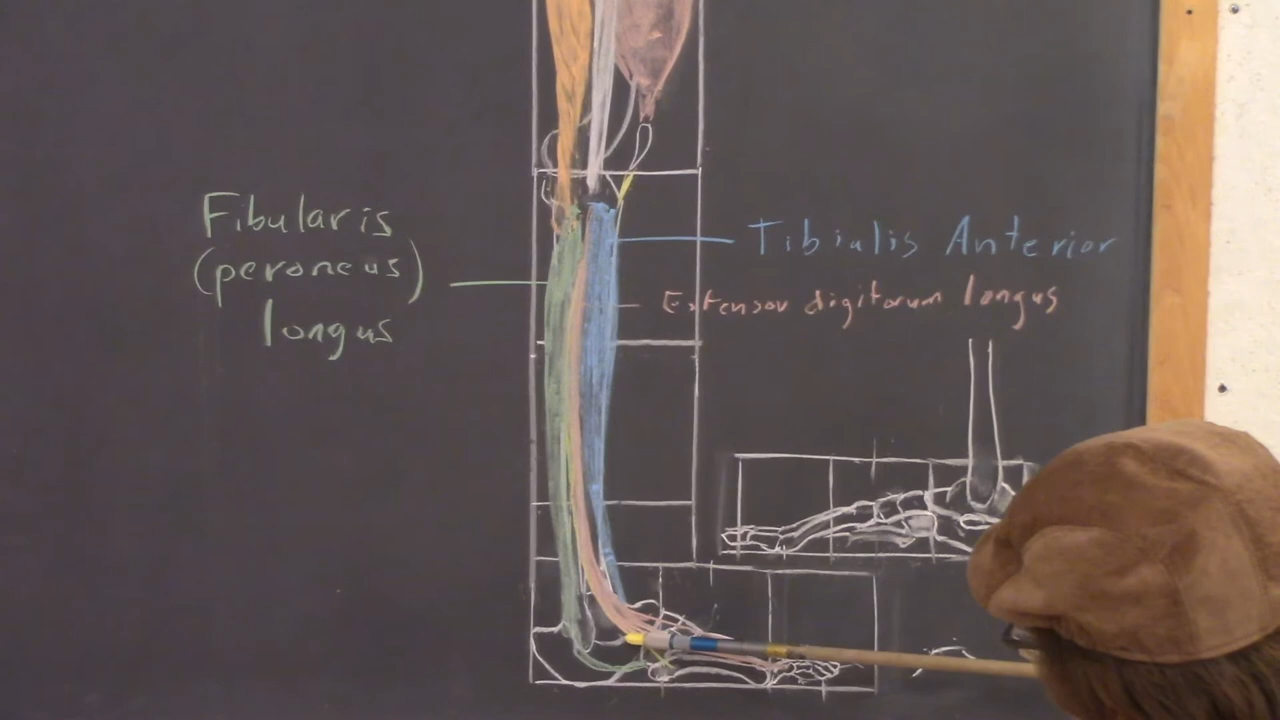 Fibularis
(peroneus)
longus
Tibialis Anterior
Extensor digitorum longus